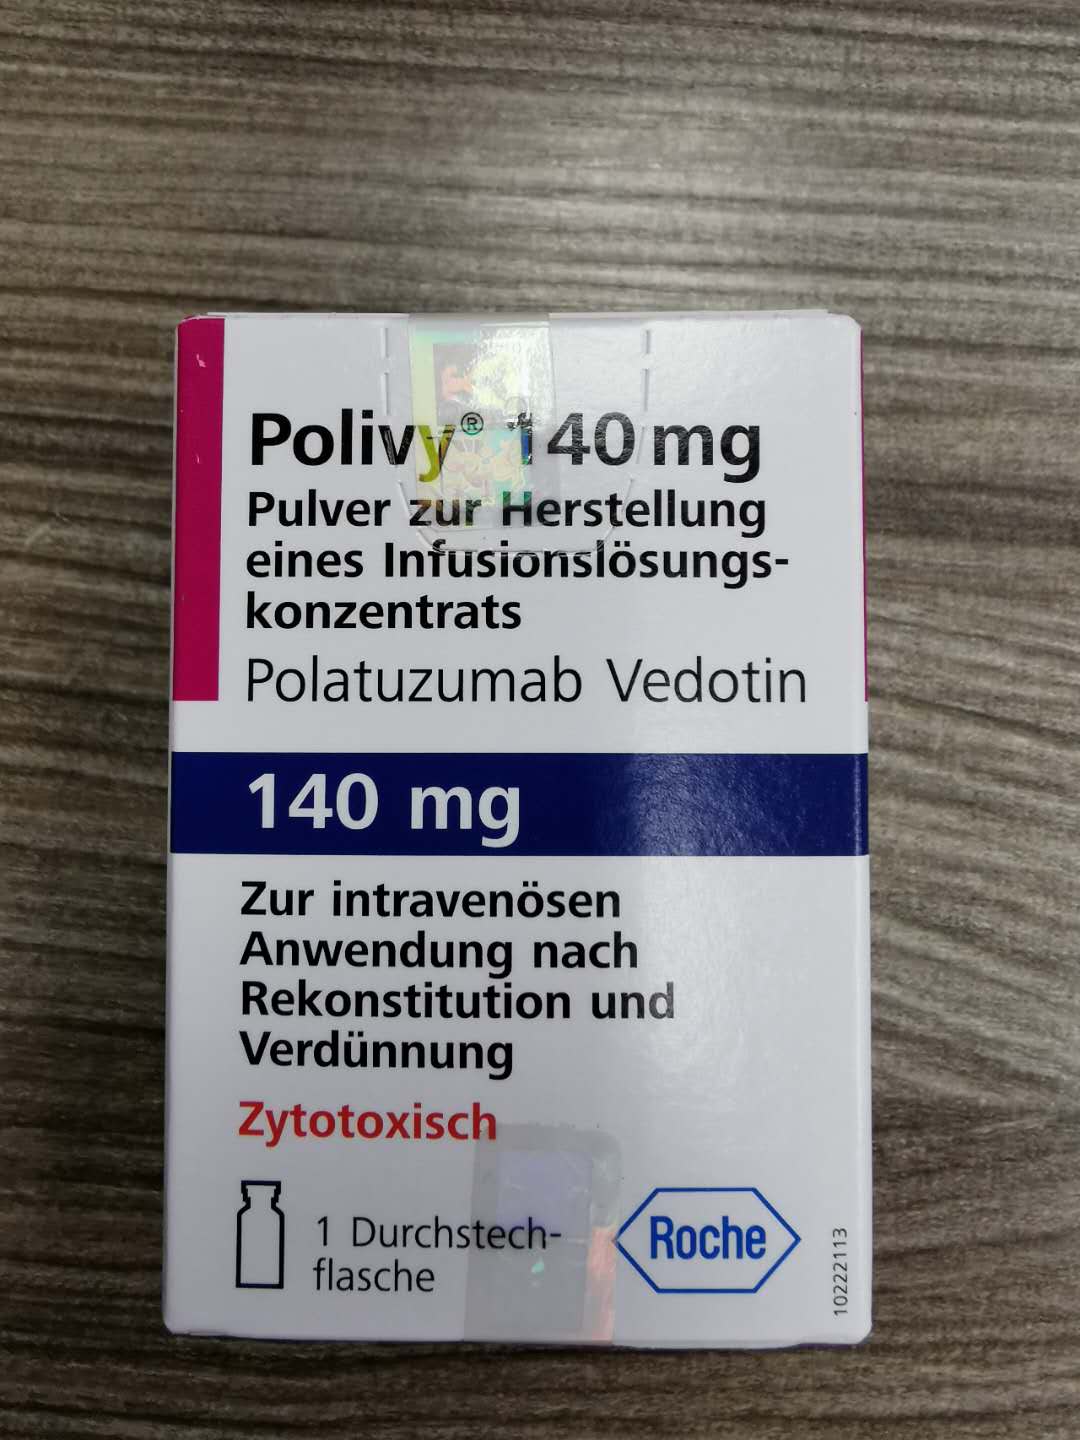 Polivy® 140 mg
Pulver zur Herstellung
eines Infusionslösungs-
konzentrats
Polatuzumab Vedotin
140 mg
Zur intravenösen
Anwendung nach
Rekonstitution und
Verdünnung
Zytotoxisch
1 Durchstech-
flasche
Roche
10222113